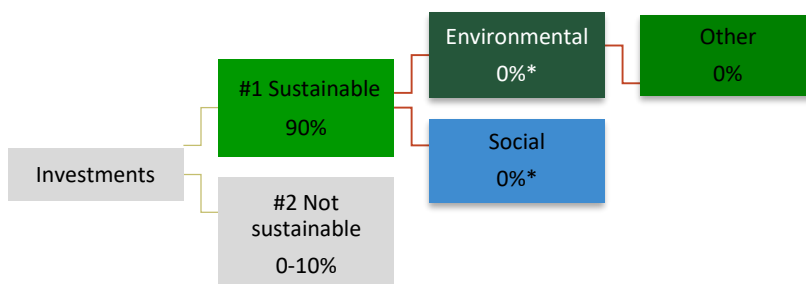 Investments
#1 Sustainable
90%
#2 Not
sustainable
0-10%
Environmental
0%*
Social
0%*
Other
0%